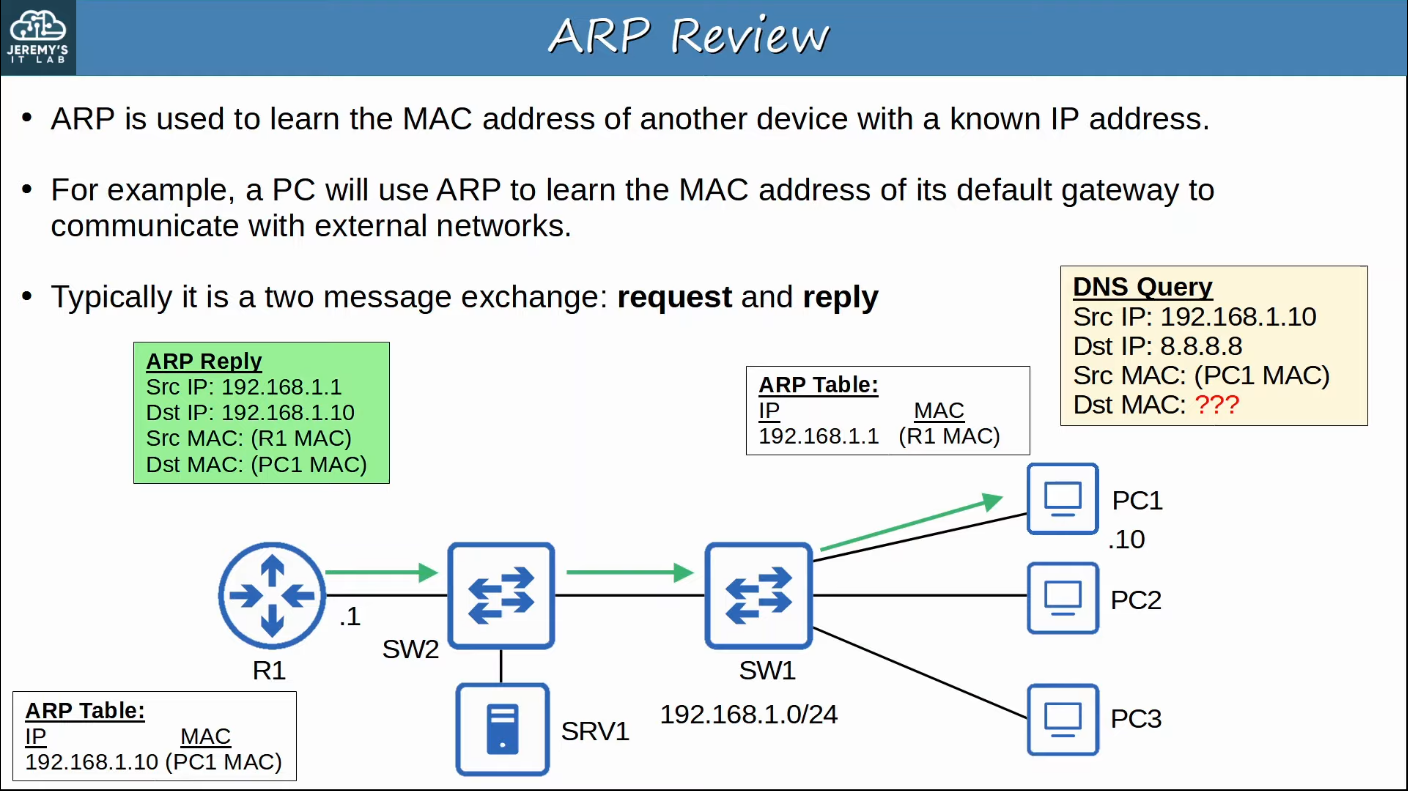 JEREMY'S
IT LAB
ARP Review
• ARP is used to learn the MAC address of another device with a known IP address.
• For example, a PC will use ARP to learn the MAC address of its default gateway to
communicate with external networks.
• Typically it is a two message exchange: request and reply
DNS Query
Src IP: 192.168.1.10
Dst IP: 8.8.8.8
Src MAC: (PC1 MAC)
Dst MAC: ???
ARP Reply
Src IP: 192.168.1.1
Dst IP: 192.168.1.10
Src MAC: (R1 MAC)
Dst MAC: (PC1 MAC)
ARP Table:
IP MAC
192.168.1.1 (R1 MAC)
PC1
.10
PC2
.1
SW2
R1
SW1
192.168.1.0/24
SRV1
PC3
ARP Table:
IP MAC
192.168.1.10 (PC1 MAC)